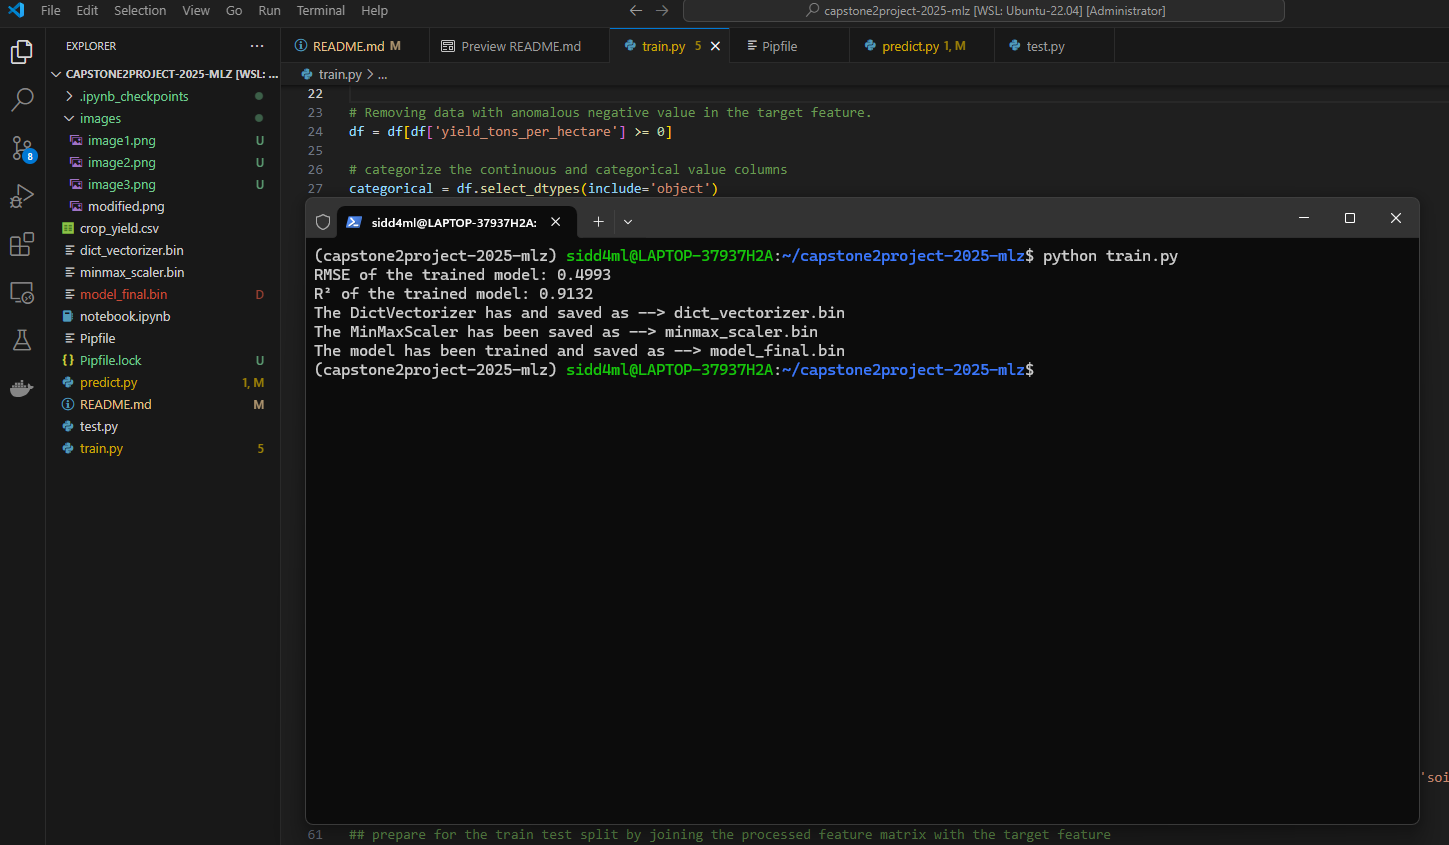 File Edit Selection View Go Run Terminal Help
capstone2project-2025-mlz [WSL: Ubuntu-22.04] [Administrator]
EXPLORER
README.md M
Preview README.md
train.py 5
Pipfile
predict.py 1, M
test.py
CAPSTONE2PROJECT-2025-MLZ [WSL: ...
train.py > ...
.ipynb_checkpoints
images
image1.png U
image2.png U
image3.png U
modified.png
crop_yield.csv
dict_vectorizer.bin
minmax_scaler.bin
model_final.bin D
notebook.ipynb
Pipfile
Pipfile.lock U
predict.py 1, M
README.md M
test.py
train.py 5
8
22
23 # Removing data with anomalous negative value in the target feature.
24 df = df[df['yield_tons_per_hectare'] >= 0]
25
26 # categorize the continuous and categorical value columns
27 categorical = df.select_dtypes(include='object')
sidd4ml@LAPTOP-37937H2A:
(capstone2project-2025-mlz) sidd4ml@LAPTOP-37937H2A:~/capstone2project-2025-mlz$ python train.py
RMSE of the trained model: 0.4993
R² of the trained model: 0.9132
The DictVectorizer has and saved as --> dict_vectorizer.bin
The MinMaxScaler has been saved as --> minmax_scaler.bin
The model has been trained and saved as --> model_final.bin
(capstone2project-2025-mlz) sidd4ml@LAPTOP-37937H2A:~/capstone2project-2025-mlz$
'soi
61 ## prepare for the train test split by joining the processed feature matrix with the target feature